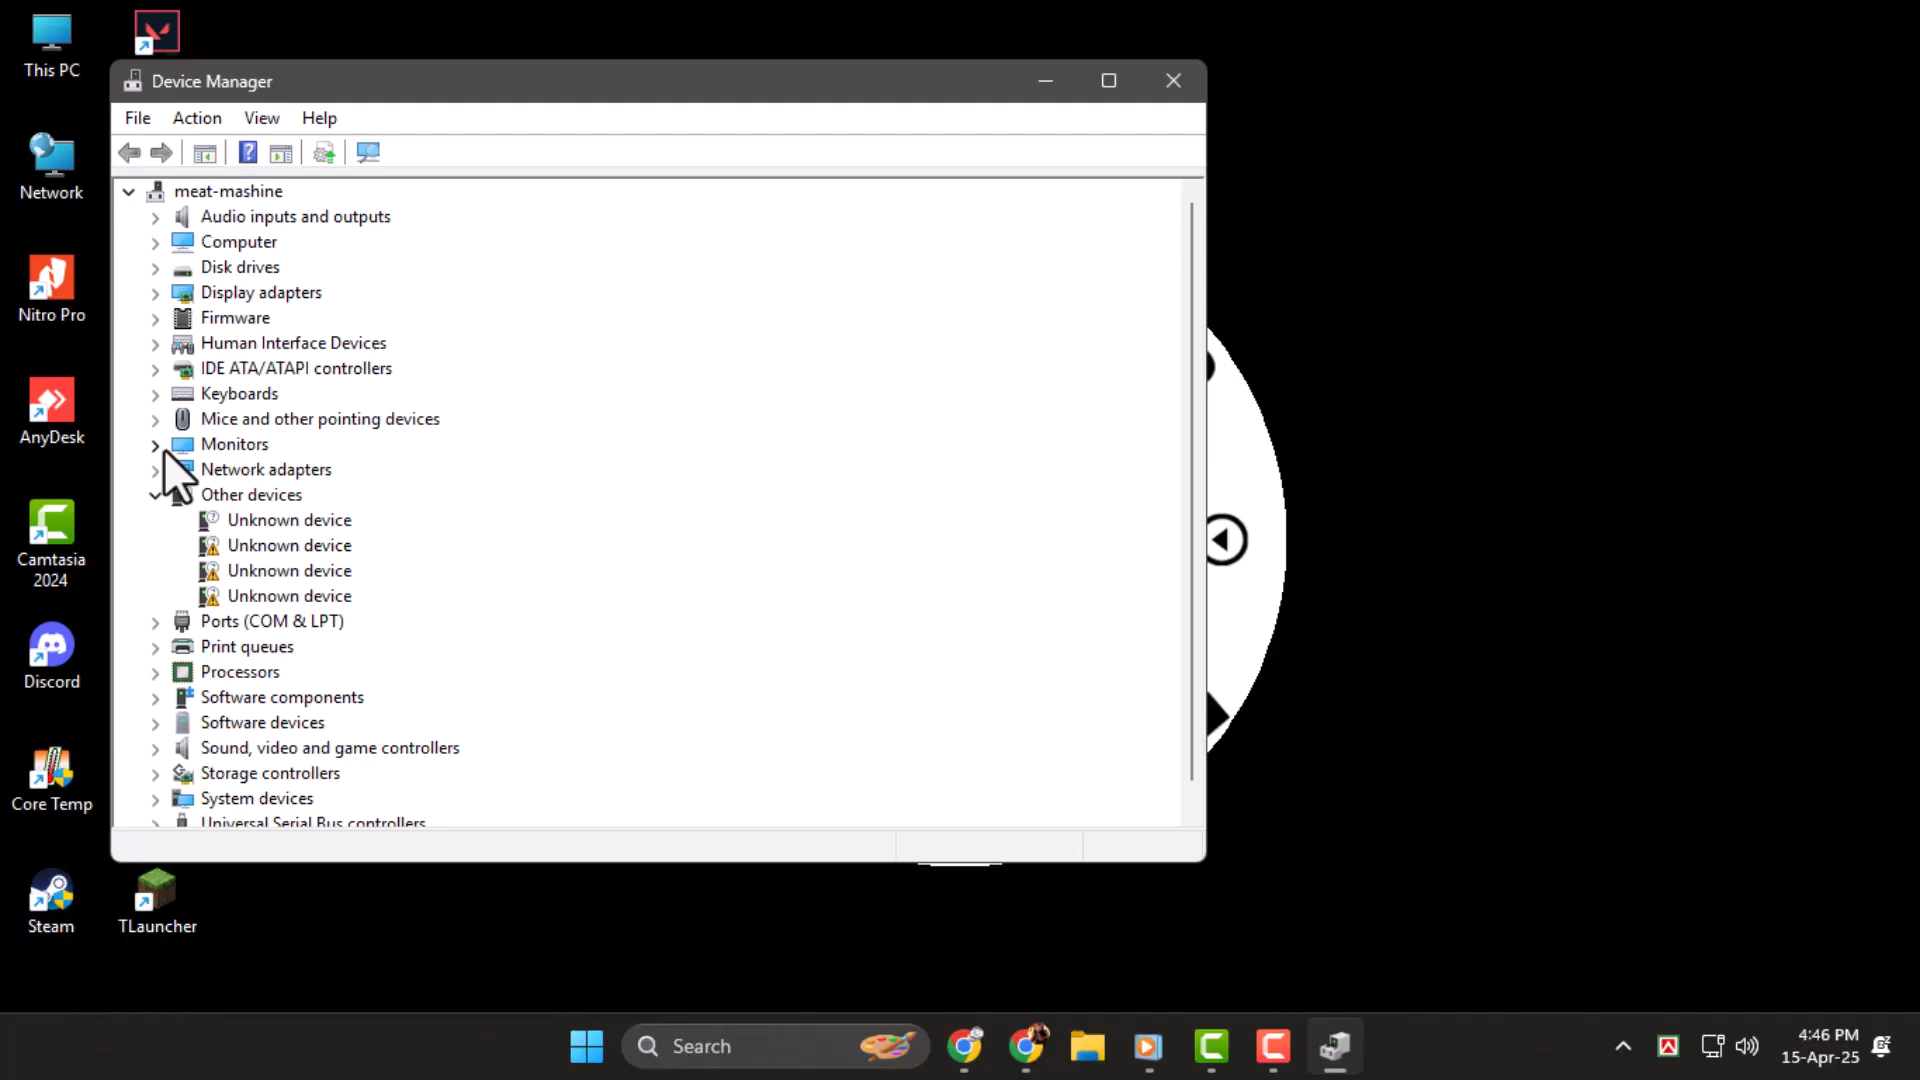 This PC
Network
Nitro Pro
AnyDesk
Camtasia
2024
Discord
Core Temp
Steam
TLauncher
Device Manager
File Action View Help
meat-mashine
Audio inputs and outputs
Computer
Disk drives
Display adapters
Firmware
Human Interface Devices
IDE ATA/ATAPI controllers
Keyboards
Mice and other pointing devices
Monitors
Network adapters
Other devices
Unknown device
Unknown device
Unknown device
Unknown device
Ports (COM & LPT)
Print queues
Processors
Software components
Software devices
Sound, video and game controllers
Storage controllers
System devices
Universal Serial Bus controllers
Search
4:46 PM
15-Apr-25